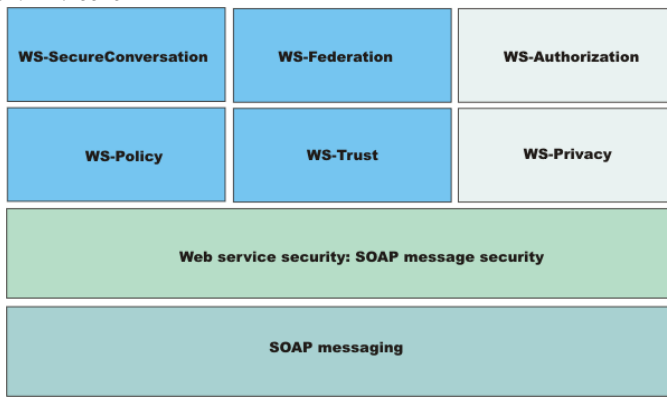 WS-SecureConversation
WS-Federation
WS-Authorization
WS-Policy
WS-Trust
WS-Privacy
Web service security: SOAP message security
SOAP messaging